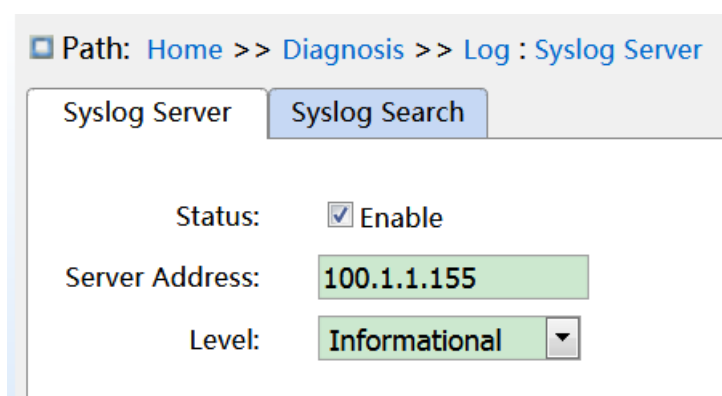 Path: Home >> Diagnosis >> Log : Syslog Server
Syslog Server Syslog Search
Status: Enable
Server Address: 100.1.1.155
Level: Informational